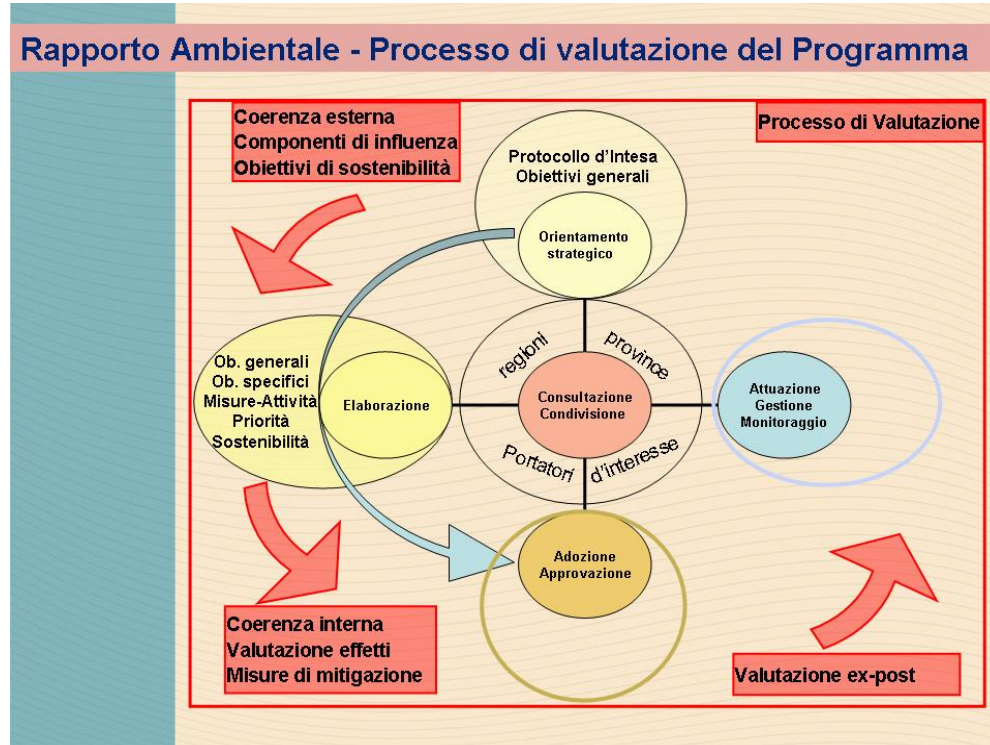 Rapporto Ambientale - Processo di valutazione del Programma
Coerenza esterna
Componenti di influenza
Obiettivi di sostenibilità
Processo di Valutazione
Protocollo d'Intesa
Obiettivi generali
Orientamento
strategico
regioni
province
Ob. generali
Ob. specifici
Misure-Attività
Priorità
Sostenibilità
Elaborazione
Consultazione
Condivisione
Attuazione
Gestione
Monitoraggio
Portatori d'interesse
Adozione
Approvazione
Coerenza interna
Valutazione effetti
Misure di mitigazione
Valutazione ex-post